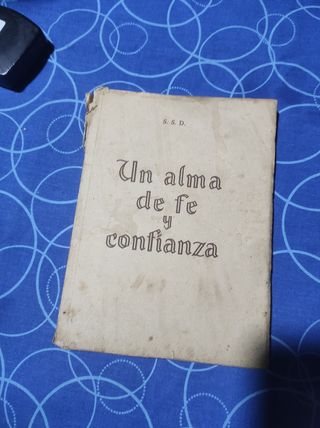 S. S. D.
Un alma
de fe
y
confianza